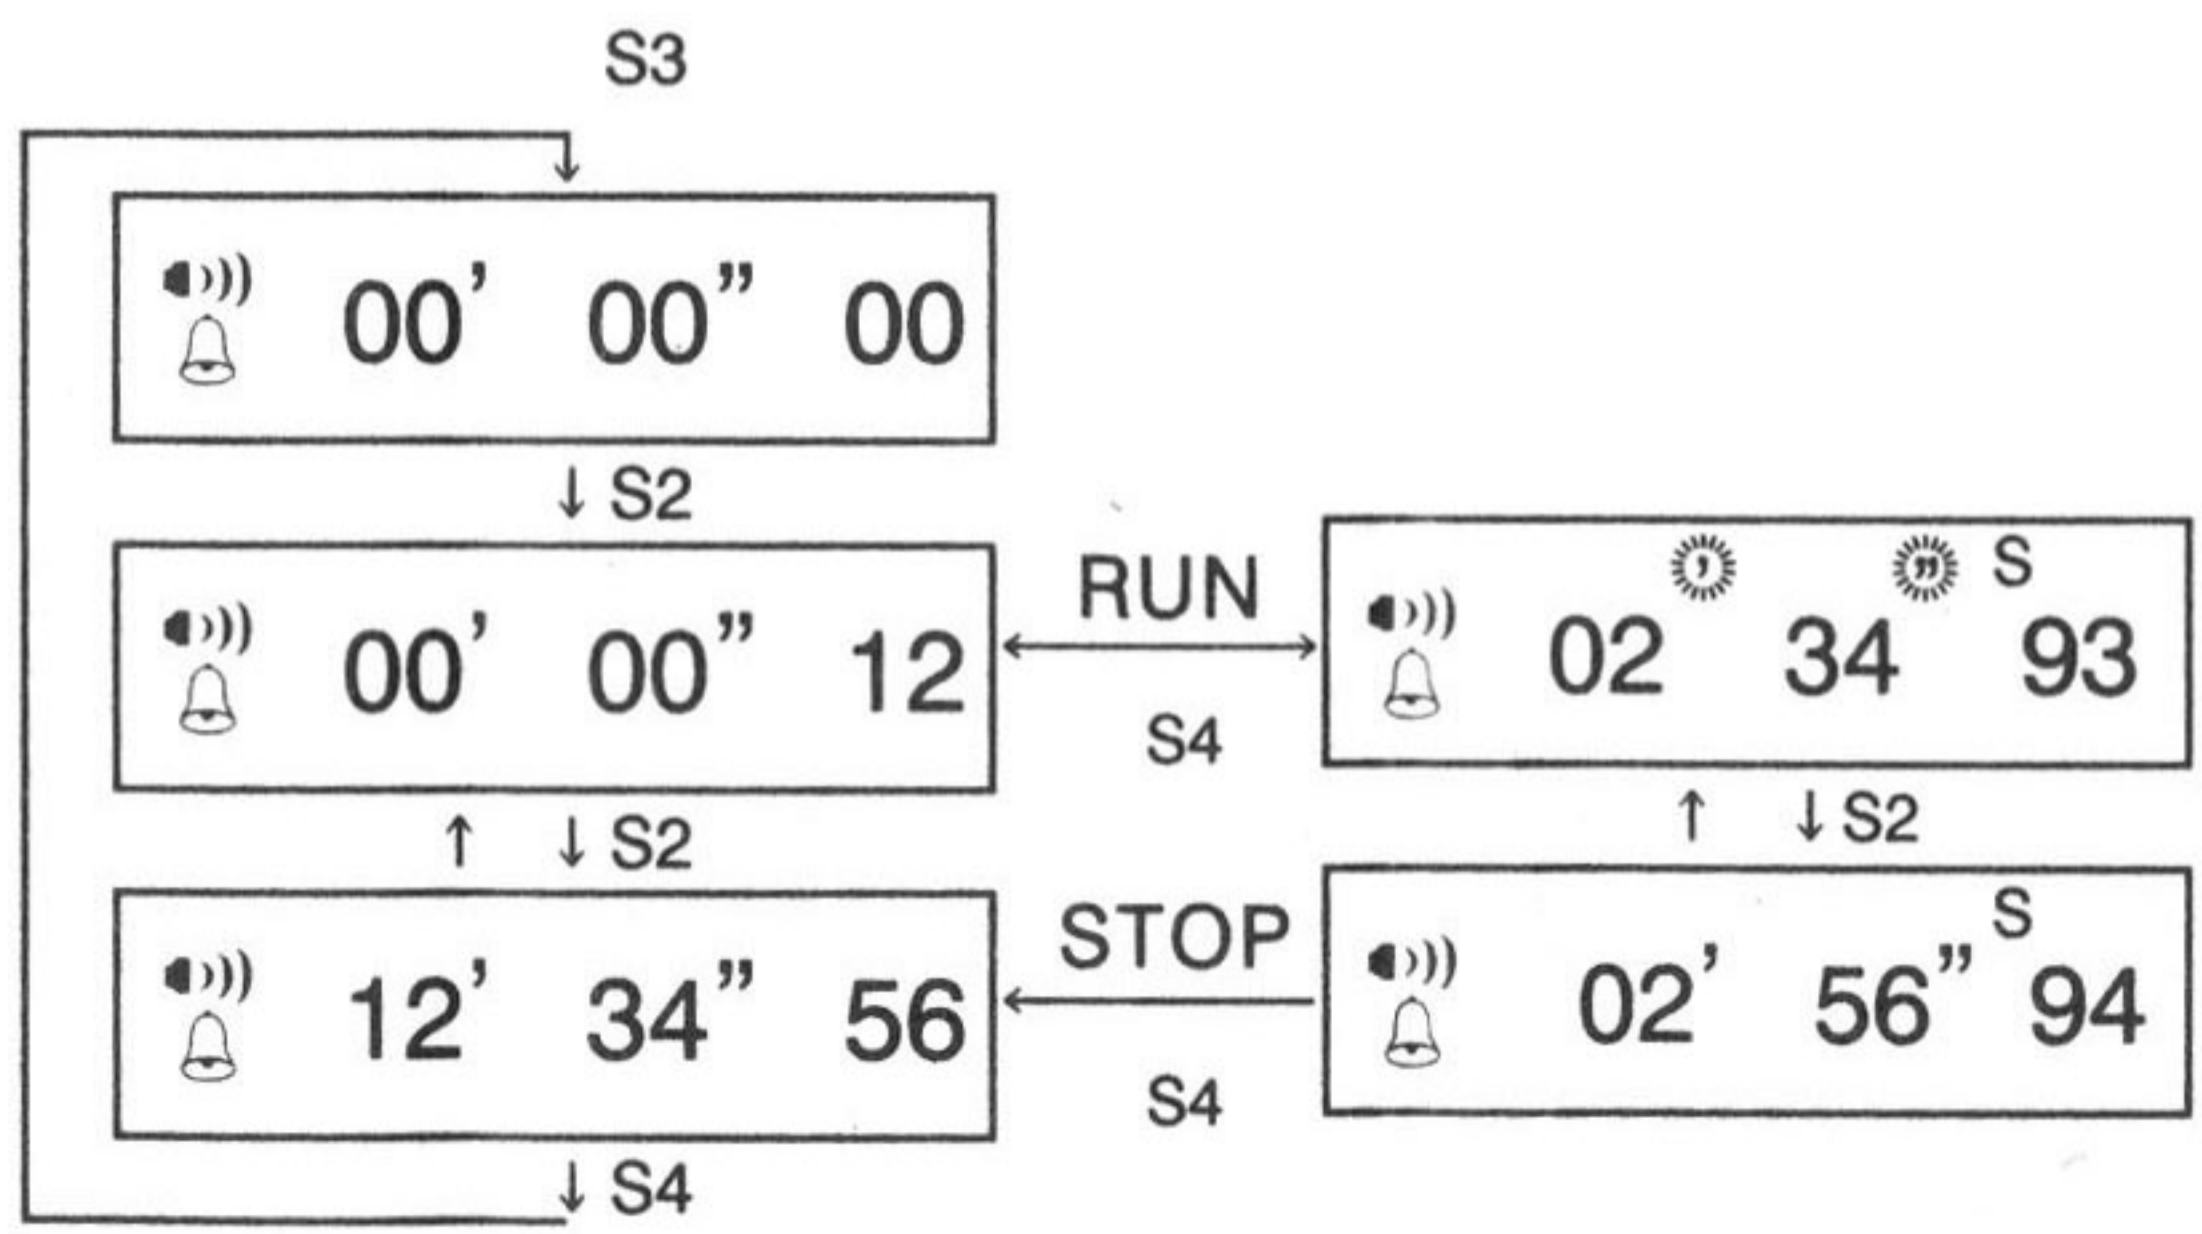 S3
00’ 00” 00
↓ S2
00’ 00” 12
RUN
S4
02 ’ 34 ” S 93
↑ ↓ S2
↑ ↓ S2
12’ 34” 56
STOP
S4
02’ 56” S 94
↓ S4